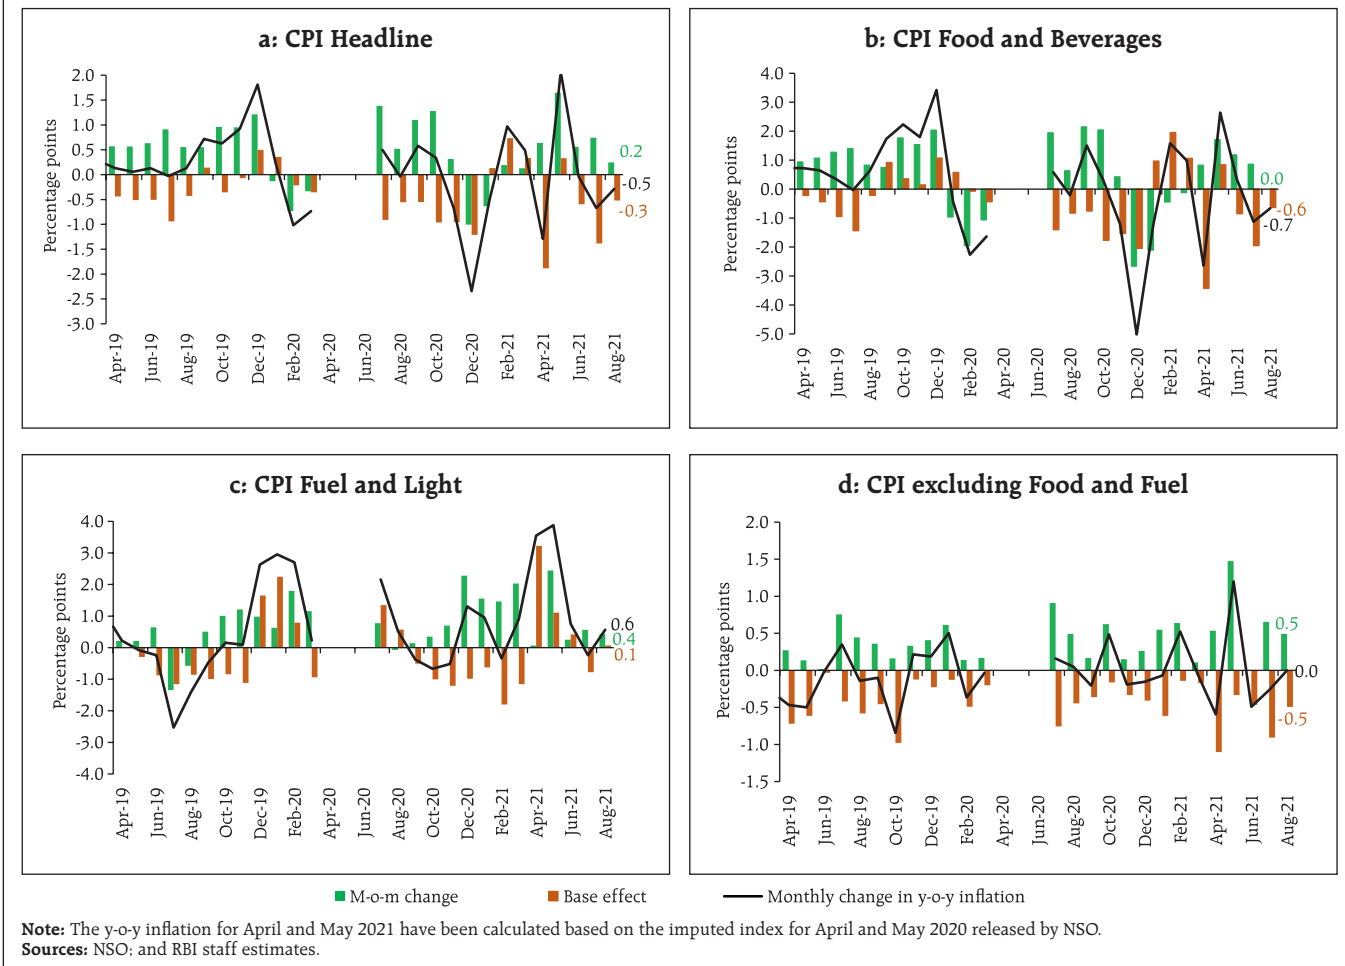 a: CPI Headline
Percentage points
2.0
1.5
1.0
0.5
0.0
-0.5
-1.0
-1.5
-2.0
-2.5
-3.0
0.2
-0.5
-0.3
Apr-19
Jun-19
Aug-19
Oct-19
Dec-19
Feb-20
Apr-20
Jun-20
Aug-20
Oct-20
Dec-20
Feb-21
Apr-21
Jun-21
Aug-21
b: CPI Food and Beverages
Percentage points
4.0
3.0
2.0
1.0
0.0
-1.0
-2.0
-3.0
-4.0
-5.0
0.0
-0.6
-0.7
Apr-19
Jun-19
Aug-19
Oct-19
Dec-19
Feb-20
Apr-20
Jun-20
Aug-20
Oct-20
Dec-20
Feb-21
Apr-21
Jun-21
Aug-21
c: CPI Fuel and Light
Percentage points
4.0
3.0
2.0
1.0
0.0
-1.0
-2.0
-3.0
-4.0
0.6
0.4
0.1
Apr-19
Jun-19
Aug-19
Oct-19
Dec-19
Feb-20
Apr-20
Jun-20
Aug-20
Oct-20
Dec-20
Feb-21
Apr-21
Jun-21
Aug-21
d: CPI excluding Food and Fuel
Percentage points
2.0
1.5
1.0
0.5
0.0
-0.5
-1.0
-1.5
0.5
0.0
-0.5
Apr-19
Jun-19
Aug-19
Oct-19
Dec-19
Feb-20
Apr-20
Jun-20
Aug-20
Oct-20
Dec-20
Feb-21
Apr-21
Jun-21
Aug-21
M-o-m change Base effect Monthly change in y-o-y inflation
Note: The y-o-y inflation for April and May 2021 have been calculated based on the imputed index for April and May 2020 released by NSO.
Sources: NSO; and RBI staff estimates.